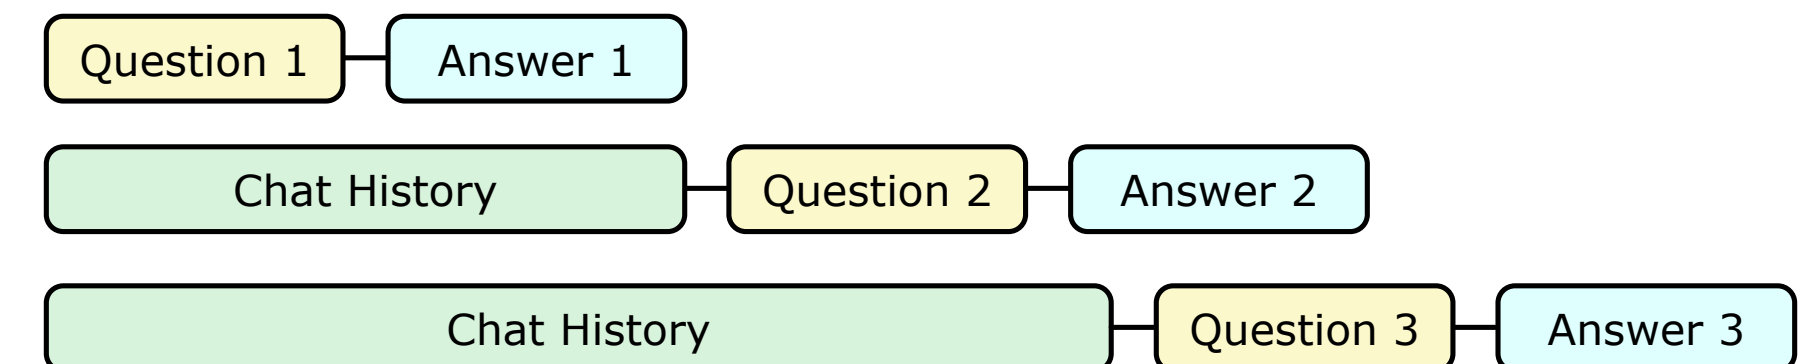 Question 1 Answer 1
Chat History Question 2 Answer 2
Chat History Question 3 Answer 3